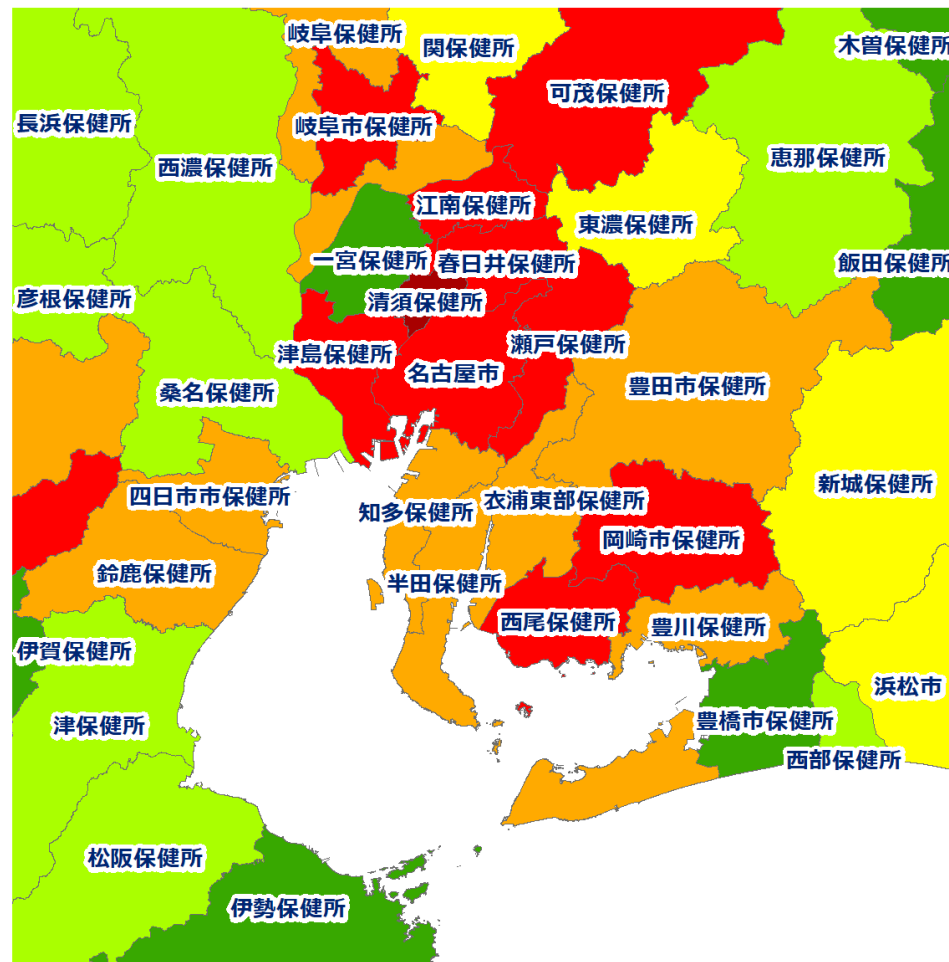 岐阜保健所
関保健所
木曽保健所
可茂保健所
長浜保健所
岐阜市保健所
西濃保健所
恵那保健所
江南保健所
東濃保健所
一宮保健所
春日井保健所
飯田保健所
彦根保健所
清須保健所
津島保健所
瀬戸保健所
名古屋市
桑名保健所
豊田市保健所
四日市市保健所
衣浦東部保健所
新城保健所
知多保健所
岡崎市保健所
鈴鹿保健所
半田保健所
西尾保健所
豊川保健所
伊賀保健所
浜松市
津保健所
豊橋市保健所
西部保健所
松阪保健所
伊勢保健所